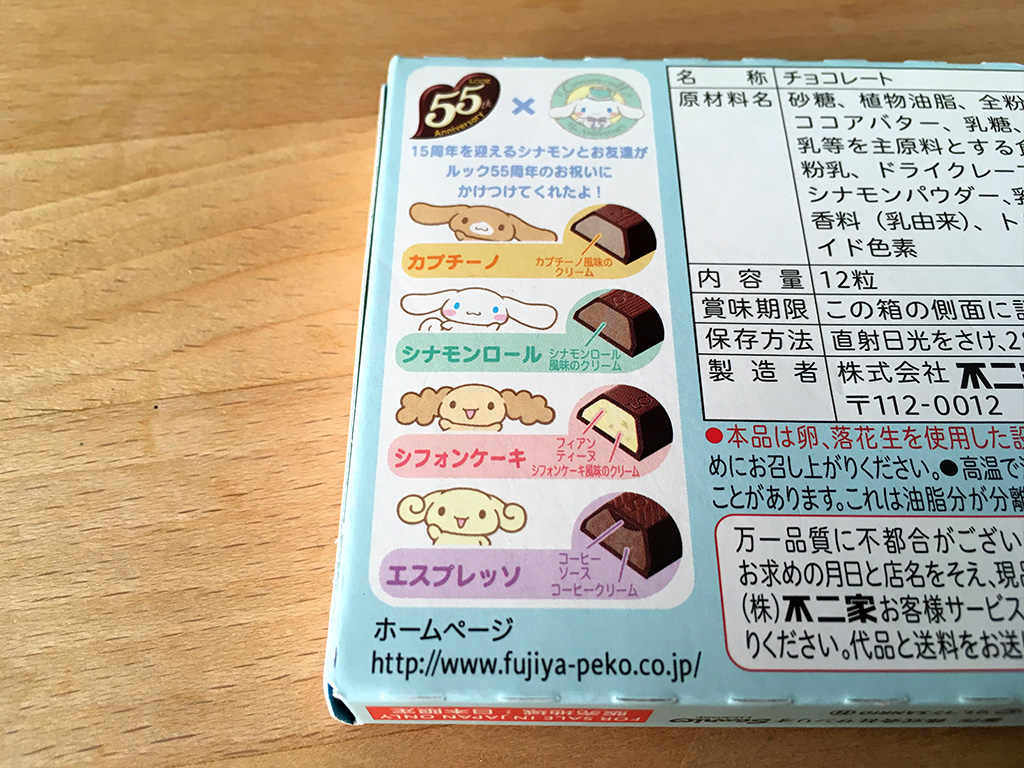 LOOK
55th
Anniversary
×
15周年を迎えるシナモンとお友達が
ルック55周年のお祝いに
かけつけてくれたよ!
カプチーノ
カプチーノ風味の
クリーム
シナモンロール
シナモンロール
風味のクリーム
シフォンケーキ
フィアン
ティーヌ
シフォンケーキ風味のクリーム
エスプレッソ
コーヒー
ソース
コーヒークリーム
ホームページ
http://www.fujiya-peko.co.jp/
名称 チョコレート
原材料名 砂糖、植物油脂、全粉
ココアバター、乳糖、
乳等を主原料とする食
粉乳、ドライクレー
シナモンパウダー、乳
香料(乳由来)、ト
イド色素
内容量 12粒
賞味期限 この箱の側面に
保存方法 直射日光をさけ、2
製造者 株式会社 不二家
〒112-0012
●本品は卵、落花生を使用した設
めにお召し上がりください。●高温で
ことがあります。これは油脂分が分離
万一品質に不都合がござい
お求めの月日と店名をそえ、現品
(株)不二家お客様サービス
りください。代品と送料をお送
販売地域:日本限定
FOR SALE IN JAPAN ONLY